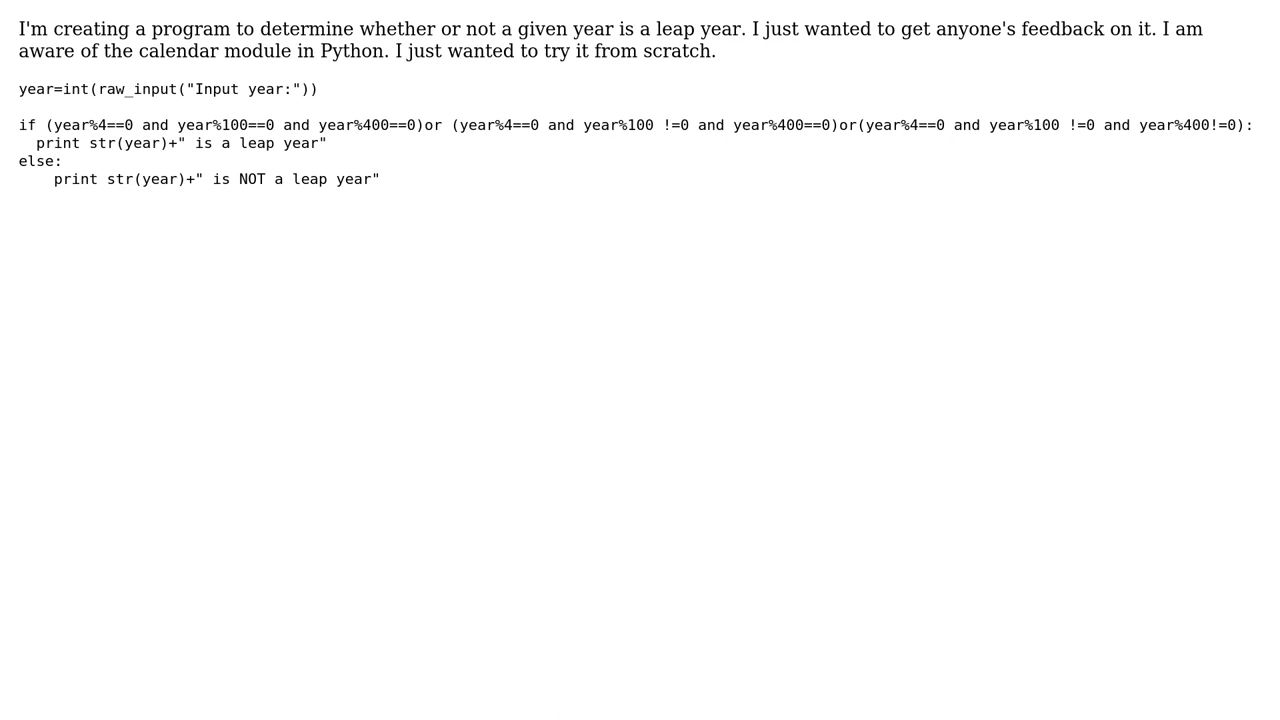 I'm creating a program to determine whether or not a given year is a leap year. I just wanted to get anyone's feedback on it. I am
aware of the calendar module in Python. I just wanted to try it from scratch.
year=int(raw_input("Input year:"))
if (year%4==0 and year%100==0 and year%400==0)or (year%4==0 and year%100 !=0 and year%400==0)or(year%4==0 and year%100 !=0 and year%400!=0):
  print str(year)+" is a leap year"
else:
    print str(year)+" is NOT a leap year"